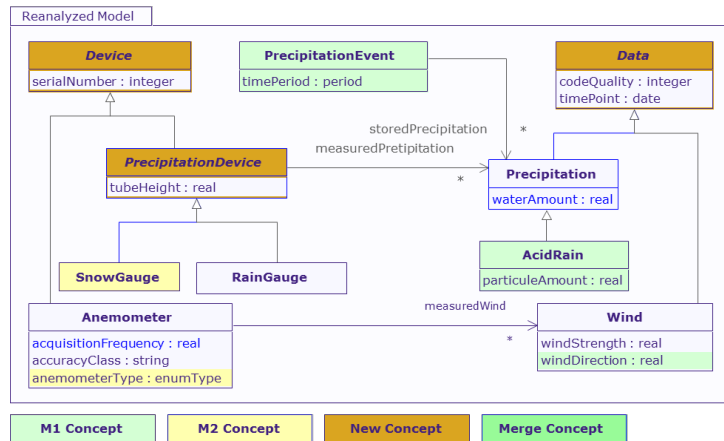 Reanalyzed Model
Device
serialNumber : integer
PrecipitationEvent
timePeriod : period
Data
codeQuality : integer
timePoint : date
storedPrecipitation
*
measuredPretipitation
*
PrecipitationDevice
tubeHeight : real
Precipitation
waterAmount : real
SnowGauge
RainGauge
AcidRain
particuleAmount : real
Anemometer
acquisitionFrequency : real
accuracyClass : string
anemometerType : enumType
measuredWind
*
Wind
windStrength : real
windDirection : real
M1 Concept
M2 Concept
New Concept
Merge Concept